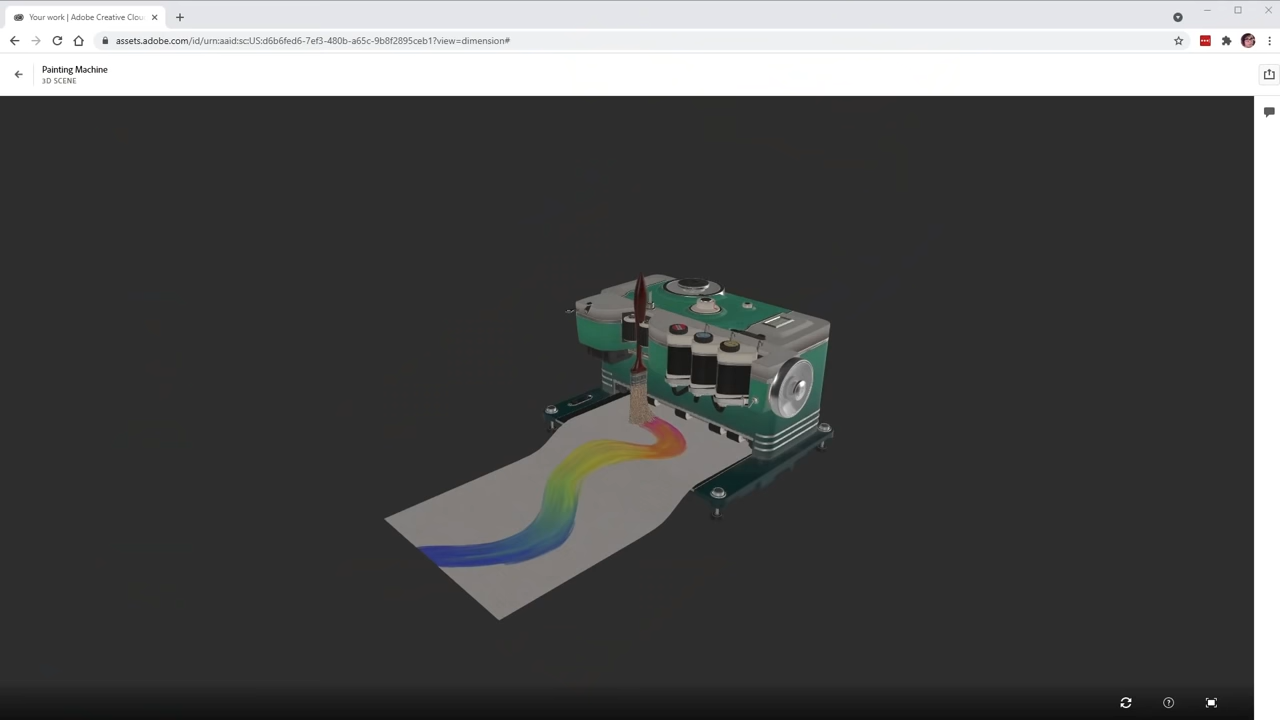 Your work | Adobe Creative Clou
assets.adobe.com/id/urn:aaid:sc:US:d6b6fed6-7ef3-480b-a65c-9b8f2895ceb1?view=dimension#
Painting Machine
3D SCENE